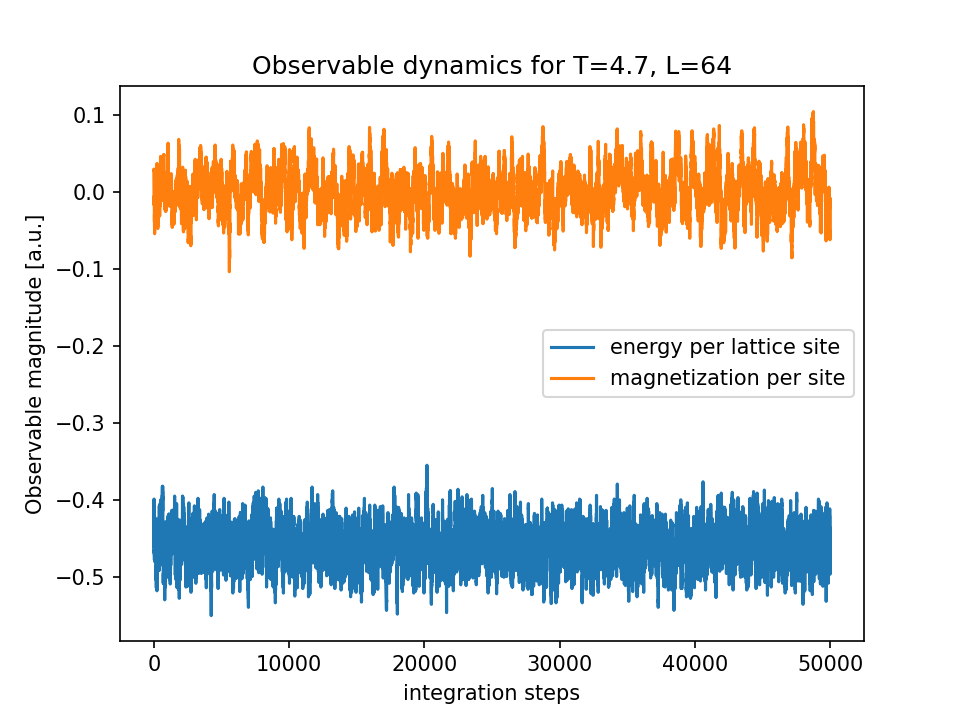 Observable dynamics for T=4.7, L=64
Observable magnitude [a.u.]
0.1
0.0
−0.1
−0.2
−0.3
−0.4
−0.5
energy per lattice site
magnetization per site
0 10000 20000 30000 40000 50000
integration steps